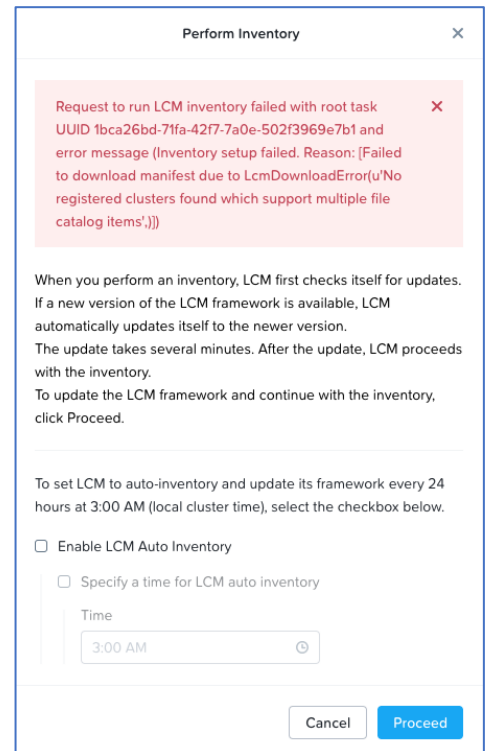 Perform Inventory
Request to run LCM inventory failed with root task
UUID 1bca26bd-71fa-42f7-7a0e-502f3969e7b1 and
error message (Inventory setup failed. Reason: [Failed
to download manifest due to LcmDownloadError(u'No
registered clusters found which support multiple file
catalog items',)])
When you perform an inventory, LCM first checks itself for updates.
If a new version of the LCM framework is available, LCM
automatically updates itself to the newer version.
The update takes several minutes. After the update, LCM proceeds
with the inventory.
To update the LCM framework and continue with the inventory,
click Proceed.
To set LCM to auto-inventory and update its framework every 24
hours at 3:00 AM (local cluster time), select the checkbox below.
Enable LCM Auto Inventory
Specify a time for LCM auto inventory
Time
3:00 AM
Cancel Proceed